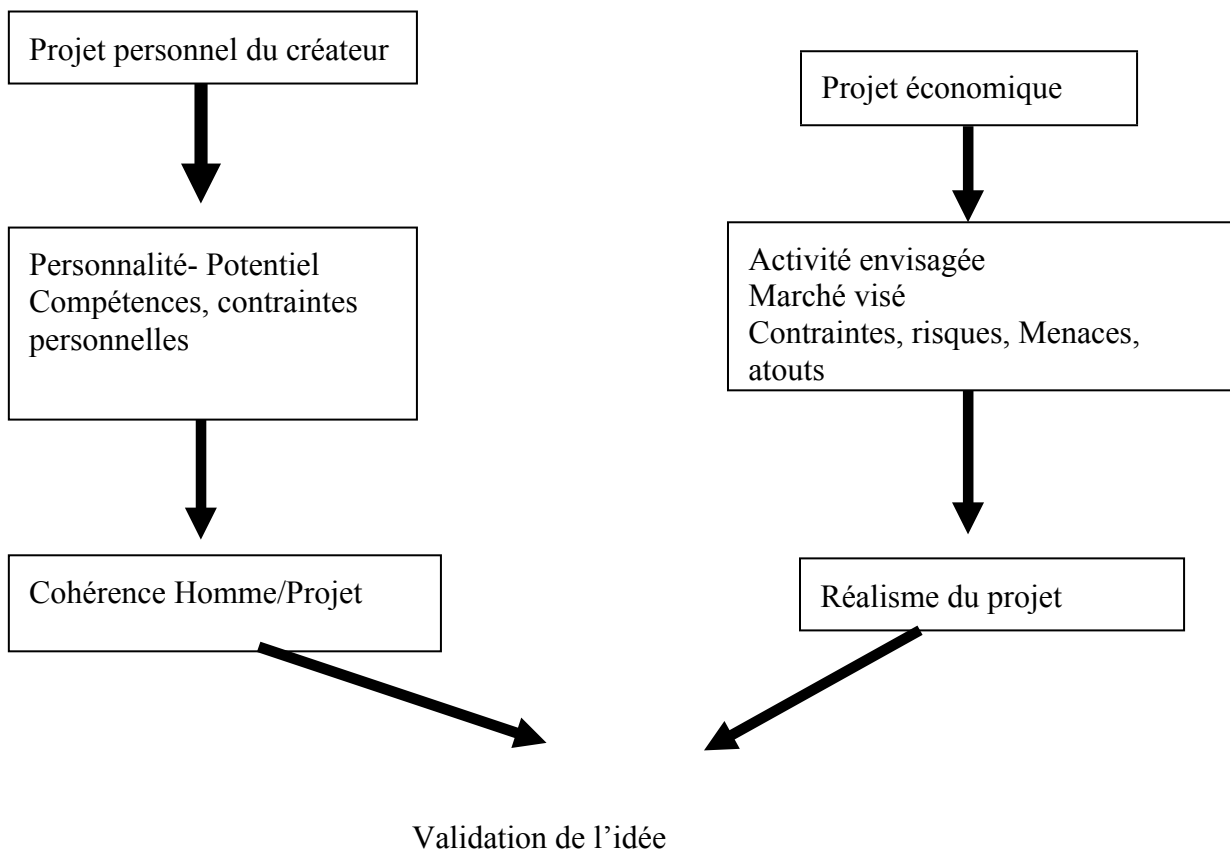 Projet personnel du créateur
Projet économique
Personnalité- Potentiel
Compétences, contraintes
personnelles
Activité envisagée
Marché visé
Contraintes, risques, Menaces,
atouts
Cohérence Homme/Projet
Réalisme du projet
Validation de l’idée